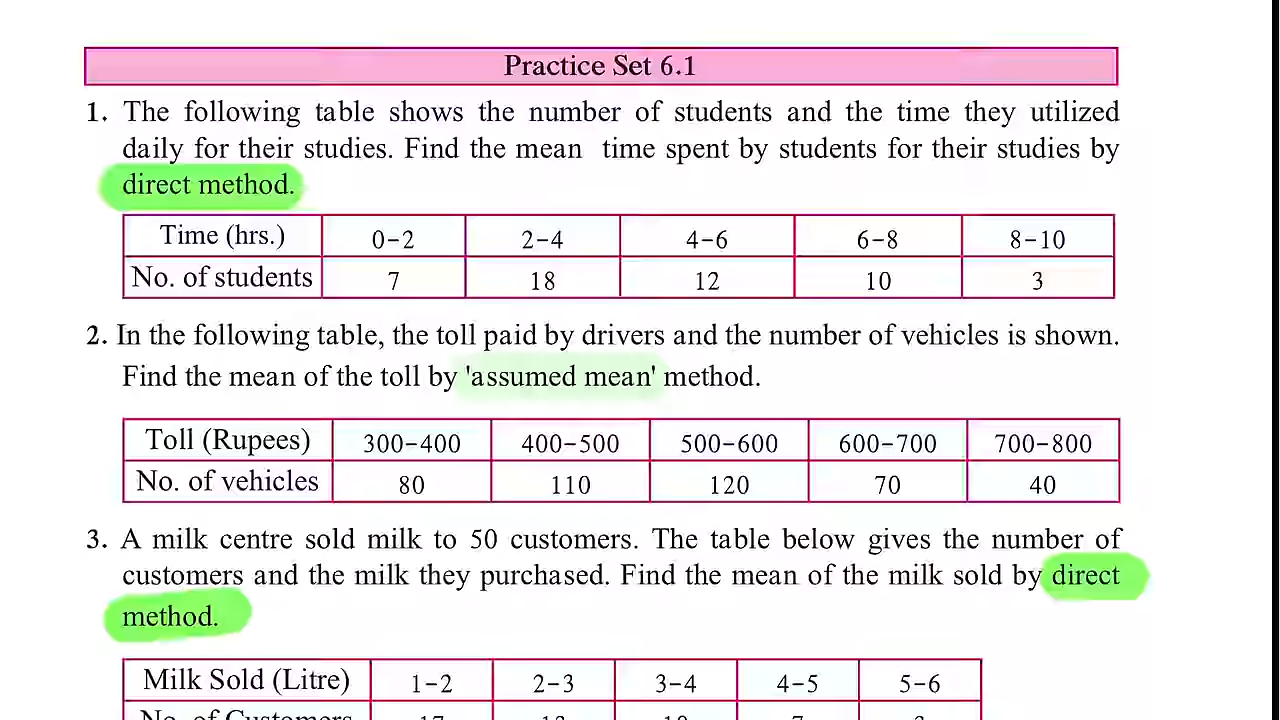 Practice Set 6.1
1. The following table shows the number of students and the time they utilized
daily for their studies. Find the mean time spent by students for their studies by
direct method.
Time (hrs.) 0-2 2-4 4-6 6-8 8-10
No. of students 7 18 12 10 3
2. In the following table, the toll paid by drivers and the number of vehicles is shown.
Find the mean of the toll by 'assumed mean' method.
Toll (Rupees) 300-400 400-500 500-600 600-700 700-800
No. of vehicles 80 110 120 70 40
3. A milk centre sold milk to 50 customers. The table below gives the number of
customers and the milk they purchased. Find the mean of the milk sold by direct
method.
Milk Sold (Litre) 1-2 2-3 3-4 4-5 5-6
No. of Customers